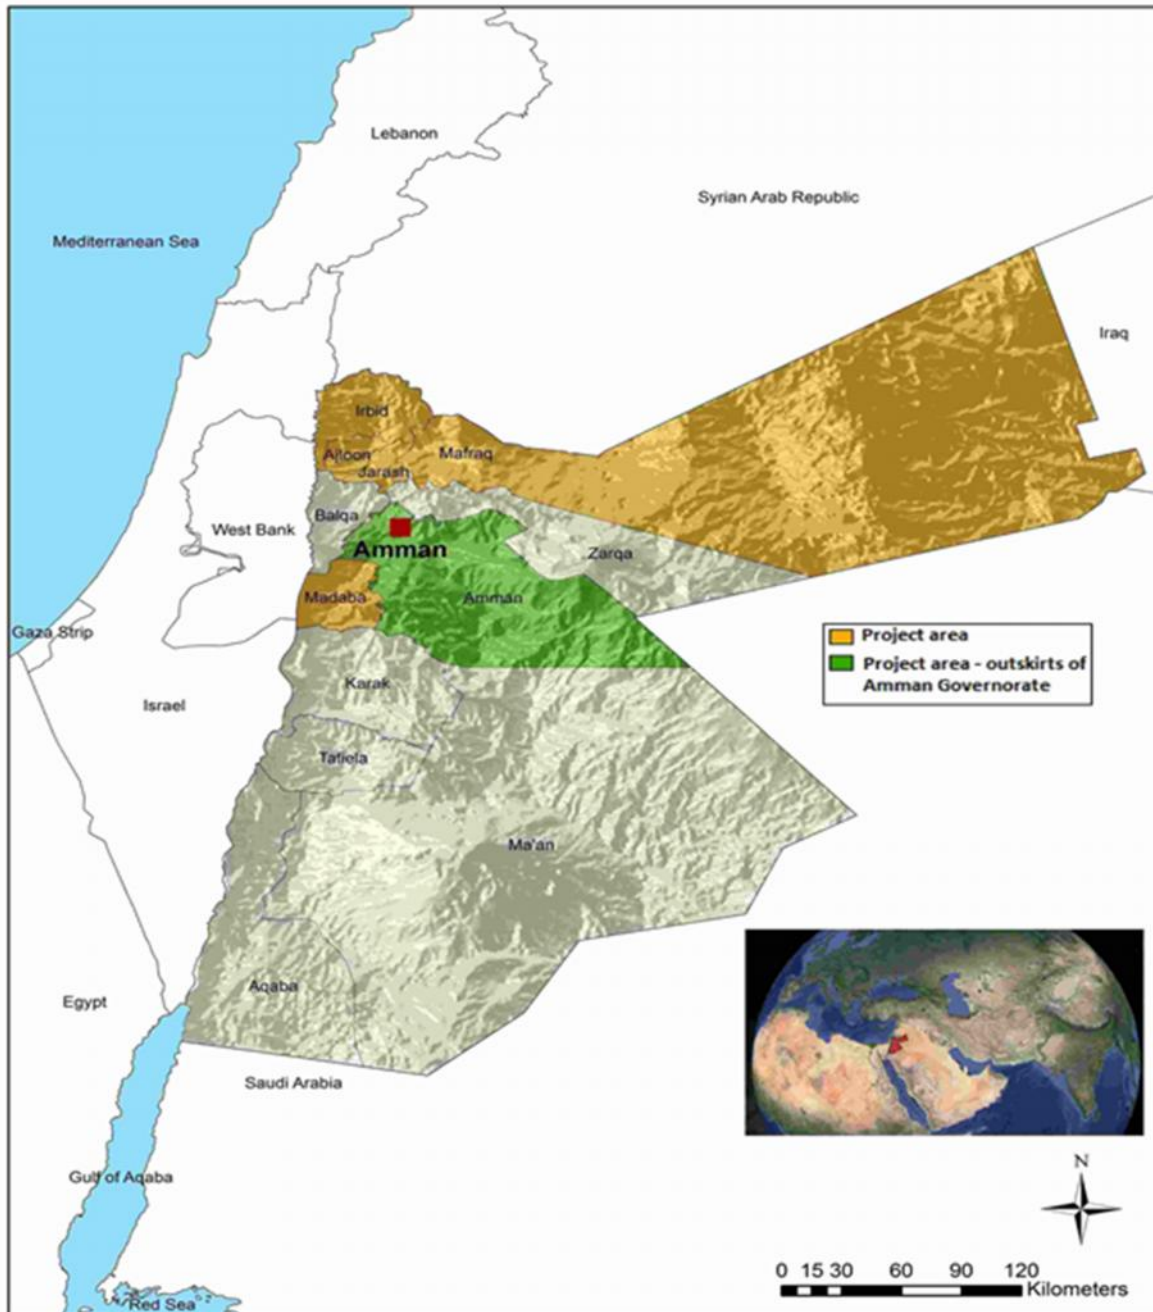 Lebanon
Syrian Arab Republic
Mediterranean Sea
Iraq
Irbid
Ajloon
Mafraq
Jarash
Balqa
West Bank
Amman
Zarqa
Madaba
Amman
Gaza Strip
Project area
Project area - outskirts of
Amman Governorate
Karak
Israel
Tafiela
Ma'an
Aqaba
Egypt
Saudi Arabia
Gulf of Aqaba
N
0 15 30 60 90 120
Kilometers
Red Sea